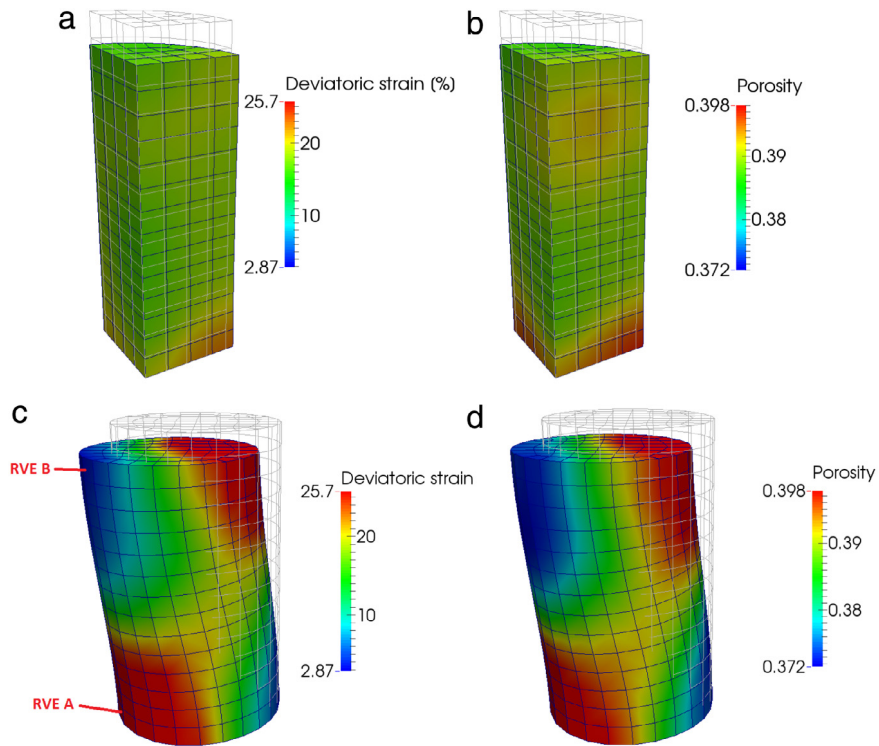 a
b
Deviatoric strain (%)
25.7
20
10
2.87
Porosity
0.398
0.39
0.38
0.372
c
d
RVE B
RVE A
Deviatoric strain
25.7
20
10
2.87
Porosity
0.398
0.39
0.38
0.372